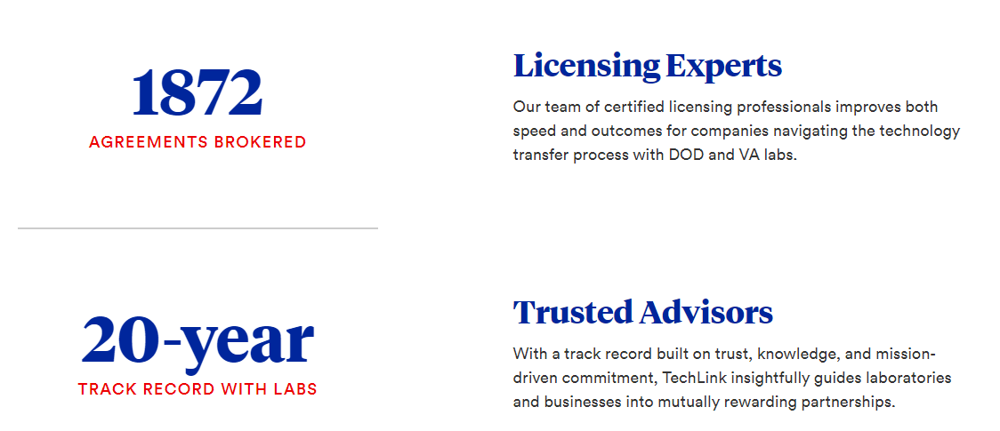 1872
AGREEMENTS BROKERED
Licensing Experts
Our team of certified licensing professionals improves both
speed and outcomes for companies navigating the technology
transfer process with DOD and VA labs.
20-year
TRACK RECORD WITH LABS
Trusted Advisors
With a track record built on trust, knowledge, and mission-
driven commitment, TechLink insightfully guides laboratories
and businesses into mutually rewarding partnerships.